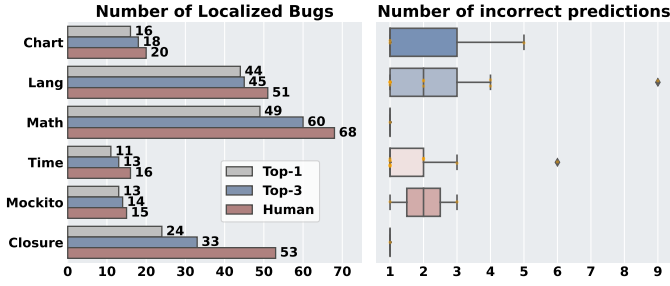 Number of Localized Bugs
Number of incorrect predictions
Chart
16
18
20
Lang
44
45
51
Math
49
60
68
Time
11
13
16
Mockito
13
14
15
Closure
24
33
53
Top-1
Top-3
Human
0 10 20 30 40 50 60 70
1 2 3 4 5 6 7 8 9